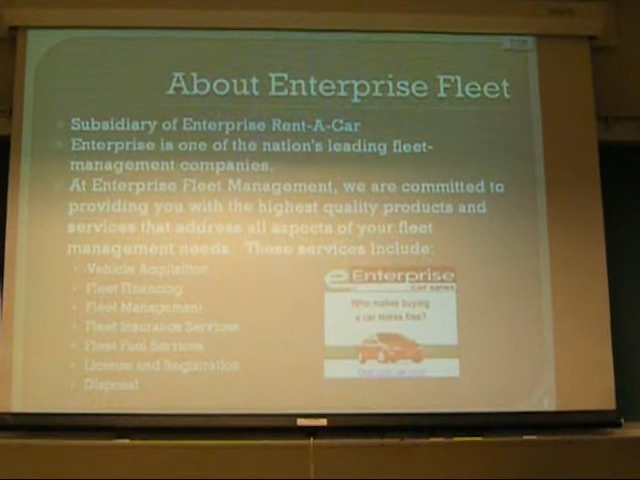 About Enterprise Fleet
Subsidiary of Enterprise Rent-A-Car
Enterprise is one of the nation's leading fleet-
management companies.
At Enterprise Fleet Management, we are committed to
providing you with the highest quality products and
services that address all aspects of your fleet
management needs. These services include:
Vehicle Acquisition
Fleet Financing
Fleet Management
Fleet Insurance Services
Fleet Fuel Services
License and Registration
Disposal
Enterprise
car sales
Who makes buying
a car stress free?